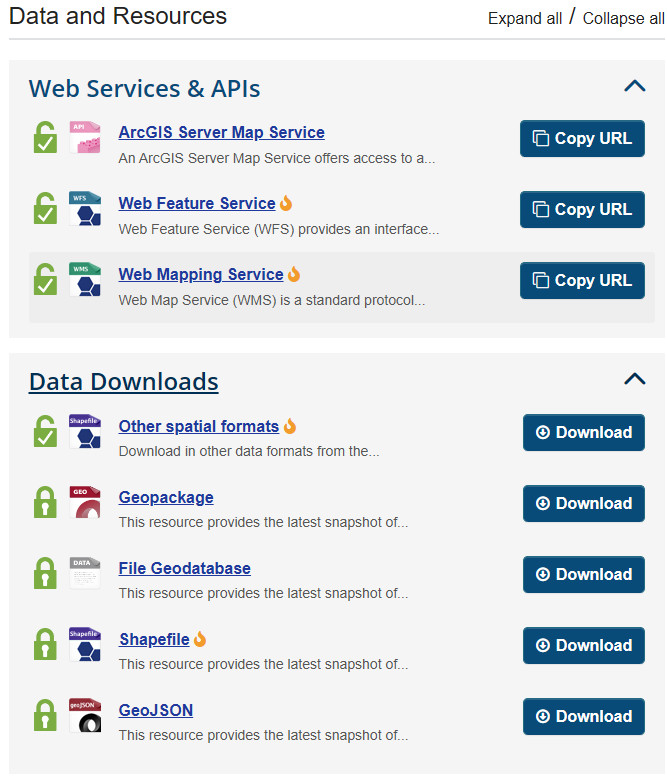 Data and Resources
Expand all / Collapse all
Web Services & APIs
API
ArcGIS Server Map Service
An ArcGIS Server Map Service offers access to a...
Copy URL
WFS
Web Feature Service
Web Feature Service (WFS) provides an interface...
Copy URL
WMS
Web Mapping Service
Web Map Service (WMS) is a standard protocol...
Copy URL
Data Downloads
Shapefile
Other spatial formats
Download in other data formats from the...
Download
GEO
Geopackage
This resource provides the latest snapshot of...
Download
DATA
File Geodatabase
This resource provides the latest snapshot of...
Download
Shapefile
Shapefile
This resource provides the latest snapshot of...
Download
geoJSON
GeoJSON
This resource provides the latest snapshot of...
Download